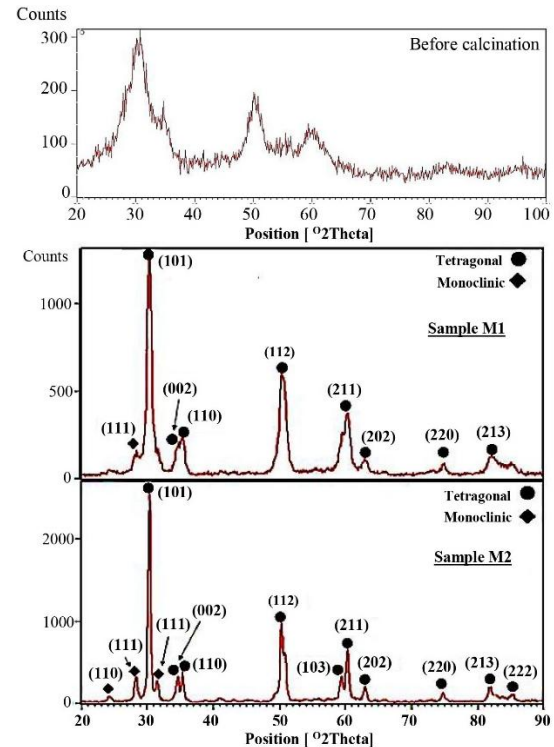 Counts
Before calcination
300
200
100
0
20 30 40 50 60 70 80 90 100
Position [ O2Theta]
Counts
Tetragonal
Monoclinic
Sample M1
(101)
(112)
(211)
(002)
(110)
(111)
(202)
(220)
(213)
1000
500
0
Tetragonal
Monoclinic
Sample M2
(101)
(112)
(002)
(111)
(111)
(110)
(110)
(211)
(103)
(202)
(220)
(213)
(222)
2000
1000
0
20 30 40 50 60 70 80 90
Position [ O2Theta]